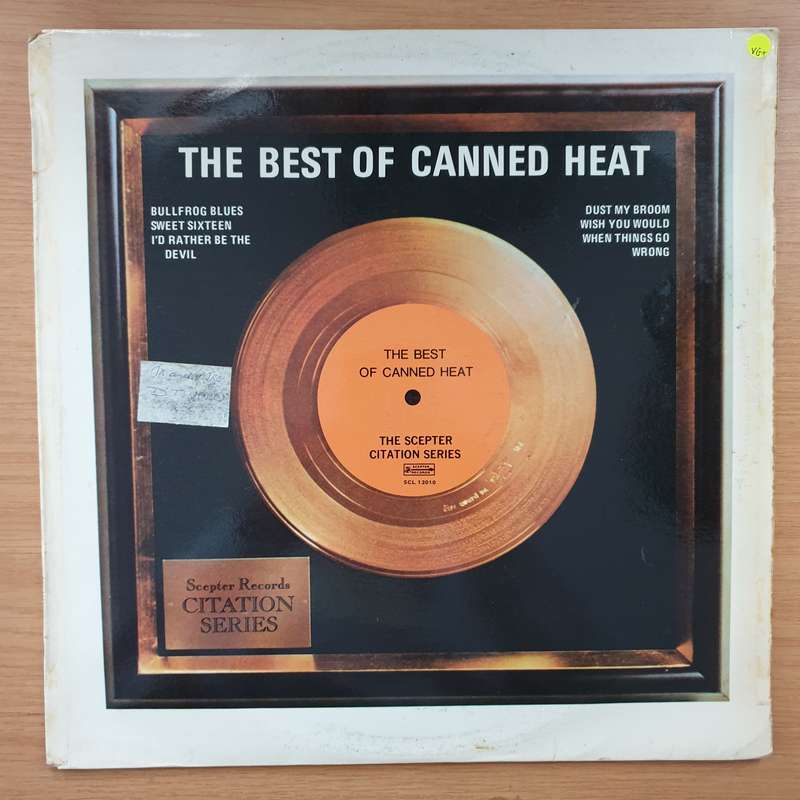 VG+
THE BEST OF CANNED HEAT
BULLFROG BLUES
SWEET SIXTEEN
I'D RATHER BE THE
DEVIL
DUST MY BROOM
WISH YOU WOULD
WHEN THINGS GO
WRONG
THE BEST
OF CANNED HEAT
THE SCEPTER
CITATION SERIES
SCEPTER
RECORDS
SCL 12010
Scepter Records
CITATION
SERIES